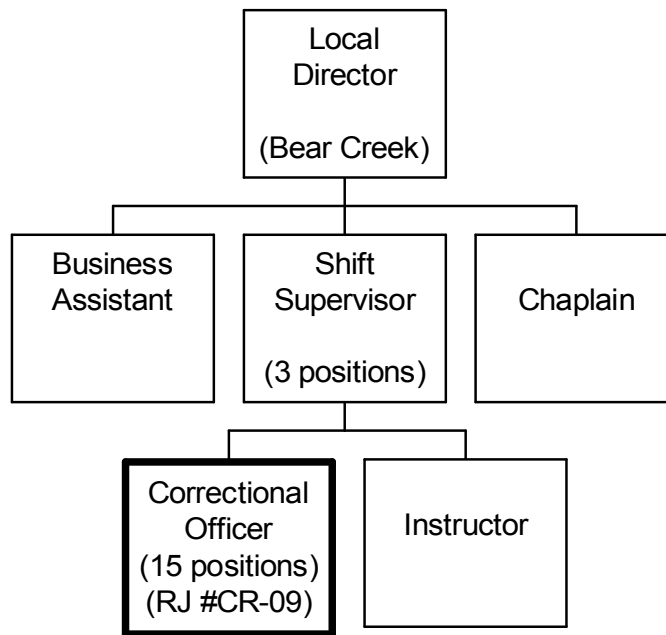 Local
Director
(Bear Creek)
Business
Assistant
Shift
Supervisor
(3 positions)
Chaplain
Correctional
Officer
(15 positions)
(RJ #CR-09)
Instructor